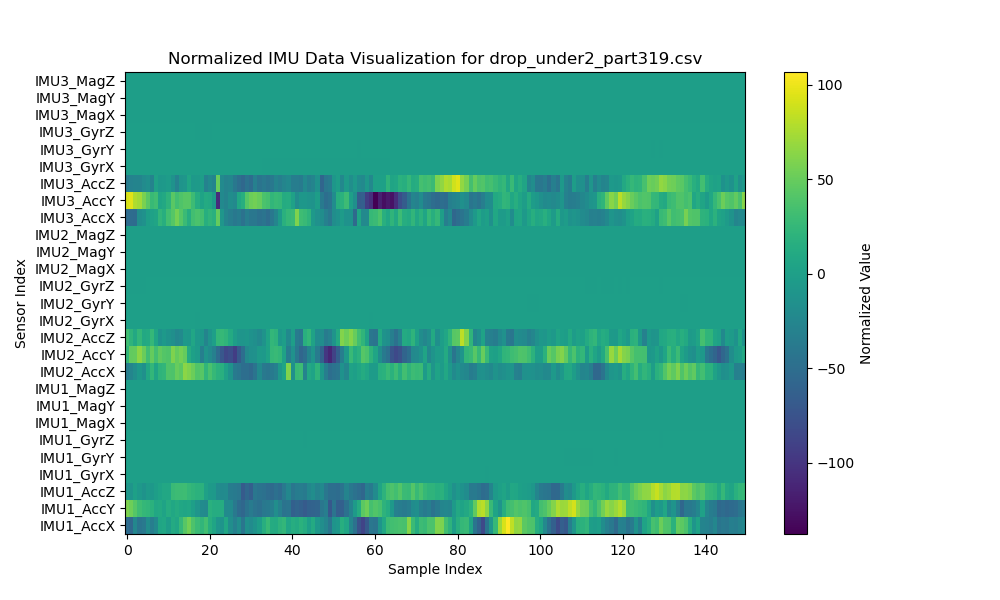 Normalized IMU Data Visualization for drop_under2_part319.csv
IMU3_MagZ
IMU3_MagY
IMU3_MagX
IMU3_GyrZ
IMU3_GyrY
IMU3_GyrX
IMU3_AccZ
IMU3_AccY
IMU3_AccX
IMU2_MagZ
IMU2_MagY
IMU2_MagX
IMU2_GyrZ
IMU2_GyrY
IMU2_GyrX
IMU2_AccZ
IMU2_AccY
IMU2_AccX
IMU1_MagZ
IMU1_MagY
IMU1_MagX
IMU1_GyrZ
IMU1_GyrY
IMU1_GyrX
IMU1_AccZ
IMU1_AccY
IMU1_AccX
Sensor Index
0 20 40 60 80 100 120 140
Sample Index
100
50
0
−50
−100
Normalized Value